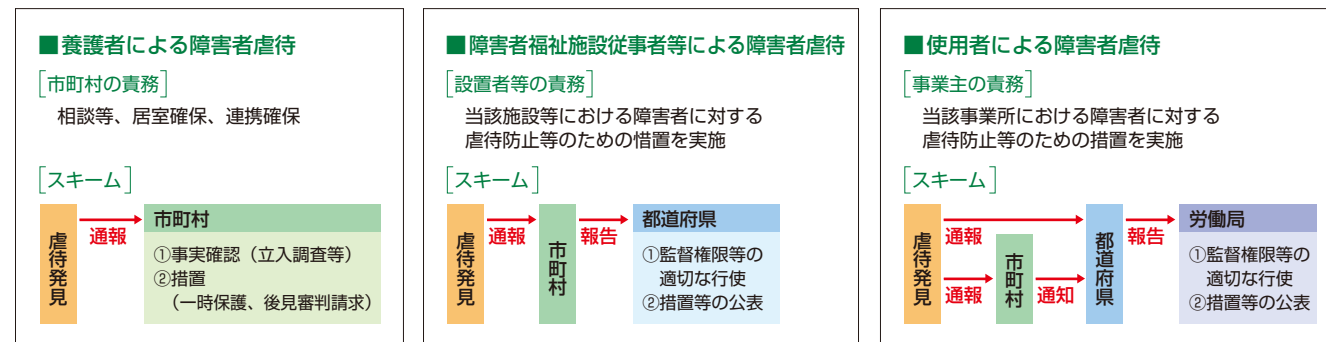 ■養護者による障害者虐待
[市町村の責務]
相談等、居室確保、連携確保
[スキーム]
虐待発見
通報
市町村
①事実確認（立入調査等）
②措置
（一時保護、後見審判請求）
■障害者福祉施設従事者等による障害者虐待
[設置者等の責務]
当該施設等における障害者に対する
虐待防止等のための惜置を実施
[スキーム]
虐待発見
通報
市町村
報告
都道府県
①監督権限等の
適切な行使
②措置等の公表
■使用者による障害者虐待
[事業主の責務]
当該事業所における障害者に対する
虐待防止等のための措置を実施
[スキーム]
虐待発見
通報
通報
市町村
通知
都道府県
報告
労働局
①監督権限等の
適切な行使
②措置等の公表